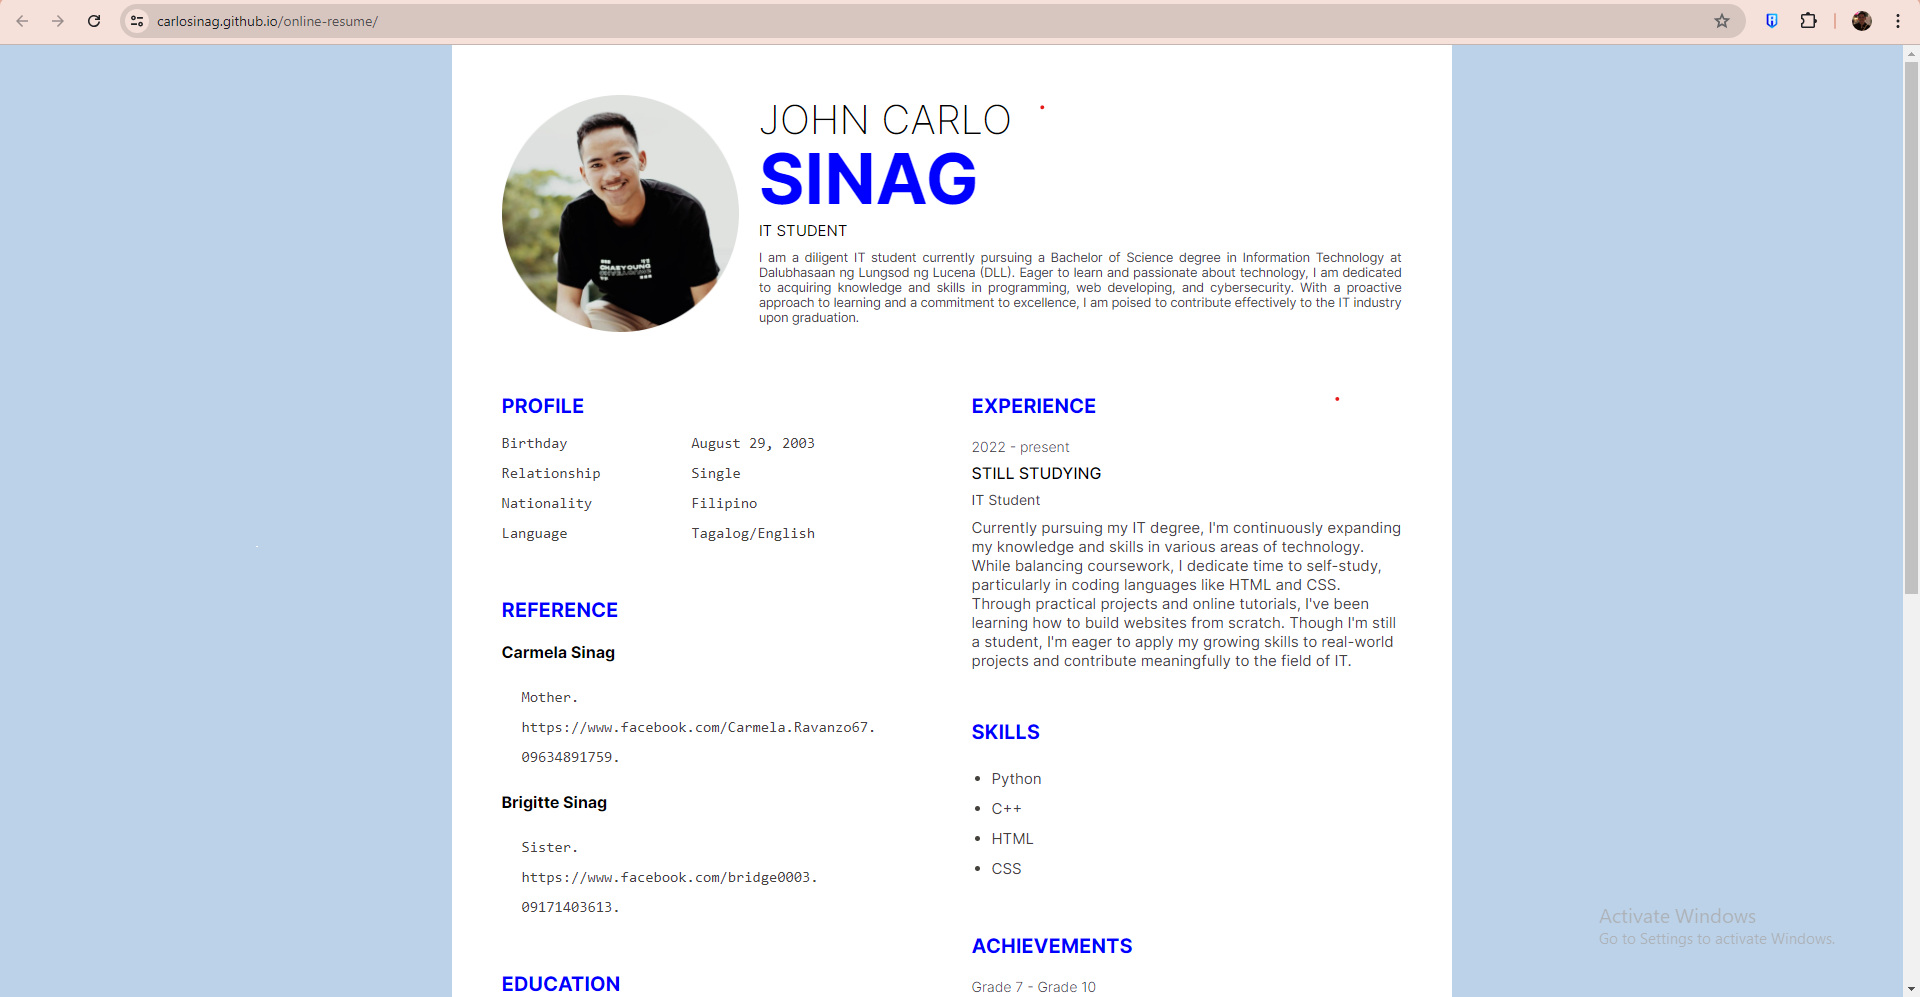 carlosinag.github.io/online-resume/
JOHN CARLO
SINAG
IT STUDENT
I am a diligent IT student currently pursuing a Bachelor of Science degree in Information Technology at
Dalubhasaan ng Lungsod ng Lucena (DLL). Eager to learn and passionate about technology, I am dedicated
to acquiring knowledge and skills in programming, web developing, and cybersecurity. With a proactive
approach to learning and a commitment to excellence, I am poised to contribute effectively to the IT industry
upon graduation.
CHAEYOUNG
PROFILE
Birthday August 29, 2003
Relationship Single
Nationality Filipino
Language Tagalog/English
REFERENCE
Carmela Sinag
Mother.
https://www.facebook.com/Carmela.Ravanzo67.
09634891759.
Brigitte Sinag
Sister.
https://www.facebook.com/bridge0003.
09171403613.
EDUCATION
EXPERIENCE
2022 - present
STILL STUDYING
IT Student
Currently pursuing my IT degree, I'm continuously expanding
my knowledge and skills in various areas of technology.
While balancing coursework, I dedicate time to self-study,
particularly in coding languages like HTML and CSS.
Through practical projects and online tutorials, I've been
learning how to build websites from scratch. Though I'm still
a student, I'm eager to apply my growing skills to real-world
projects and contribute meaningfully to the field of IT.
SKILLS
• Python
• C++
• HTML
• CSS
ACHIEVEMENTS
Grade 7 - Grade 10
Activate Windows
Go to Settings to activate Windows.